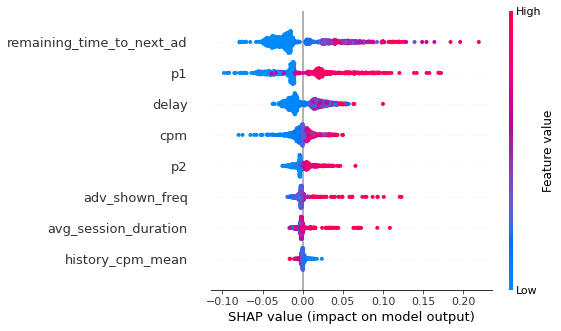 High
remaining_time_to_next_ad
p1
delay
cpm
p2
adv_shown_freq
avg_session_duration
history_cpm_mean
Feature value
Low
−0.10 −0.05 0.00 0.05 0.10 0.15 0.20
SHAP value (impact on model output)